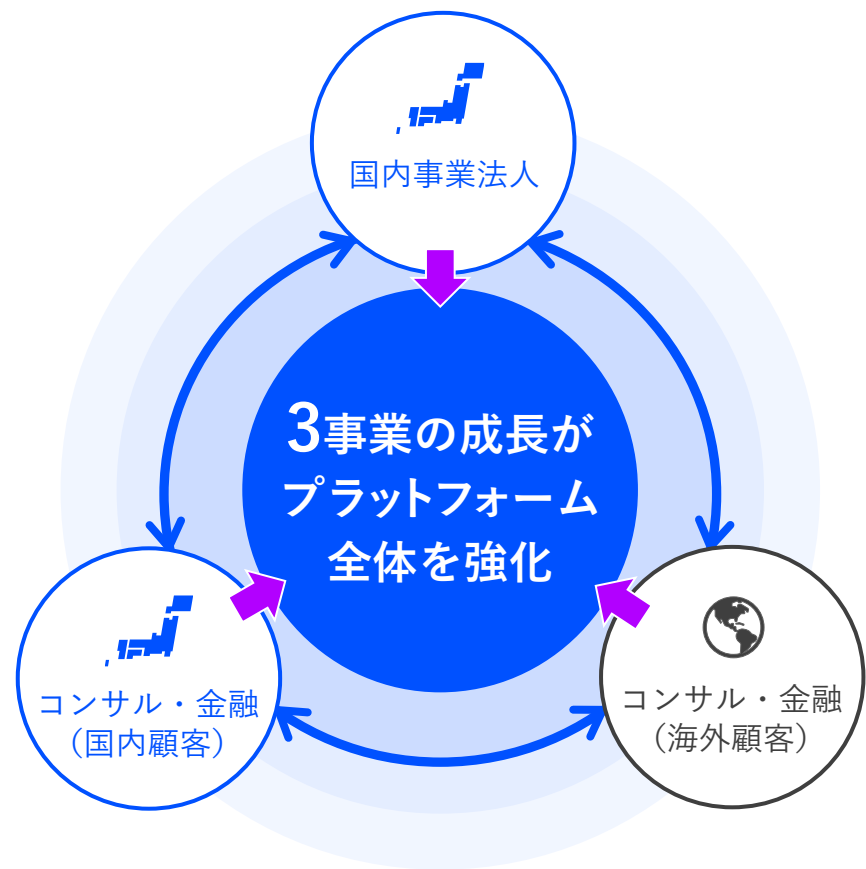 国内事業法人
3事業の成長が
プラットフォーム
全体を強化
コンサル・金融
（国内顧客）
コンサル・金融
（海外顧客）